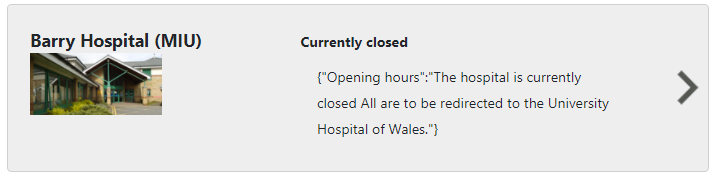 Barry Hospital (MIU)
Currently closed
{"Opening hours":"The hospital is currently
closed All are to be redirected to the University
Hospital of Wales."}